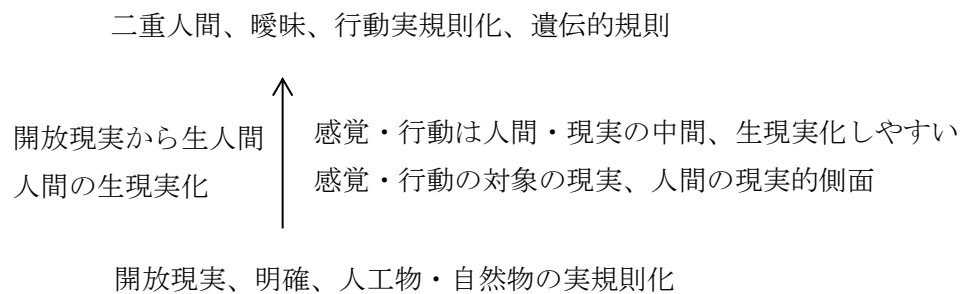 二重人間、曖昧、行動実規則化、遺伝的規則
開放現実から生人間
人間の生現実化
感覚・行動は人間・現実の中間、生現実化しやすい
感覚・行動の対象の現実、人間の現実的側面
開放現実、明確、人工物・自然物の実規則化